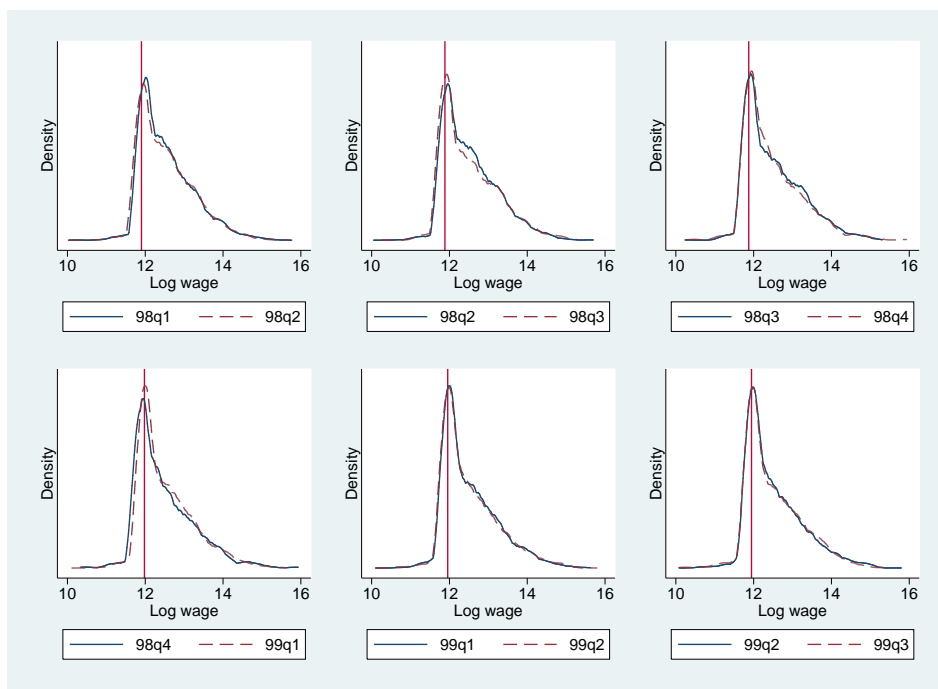 Density
Density
Density
10 12 14 16
10 12 14 16
10 12 14 16
Log wage
Log wage
Log wage
98q1 98q2
98q2 98q3
98q3 98q4
Density
Density
Density
10 12 14 16
10 12 14 16
10 12 14 16
Log wage
Log wage
Log wage
98q4 99q1
99q1 99q2
99q2 99q3